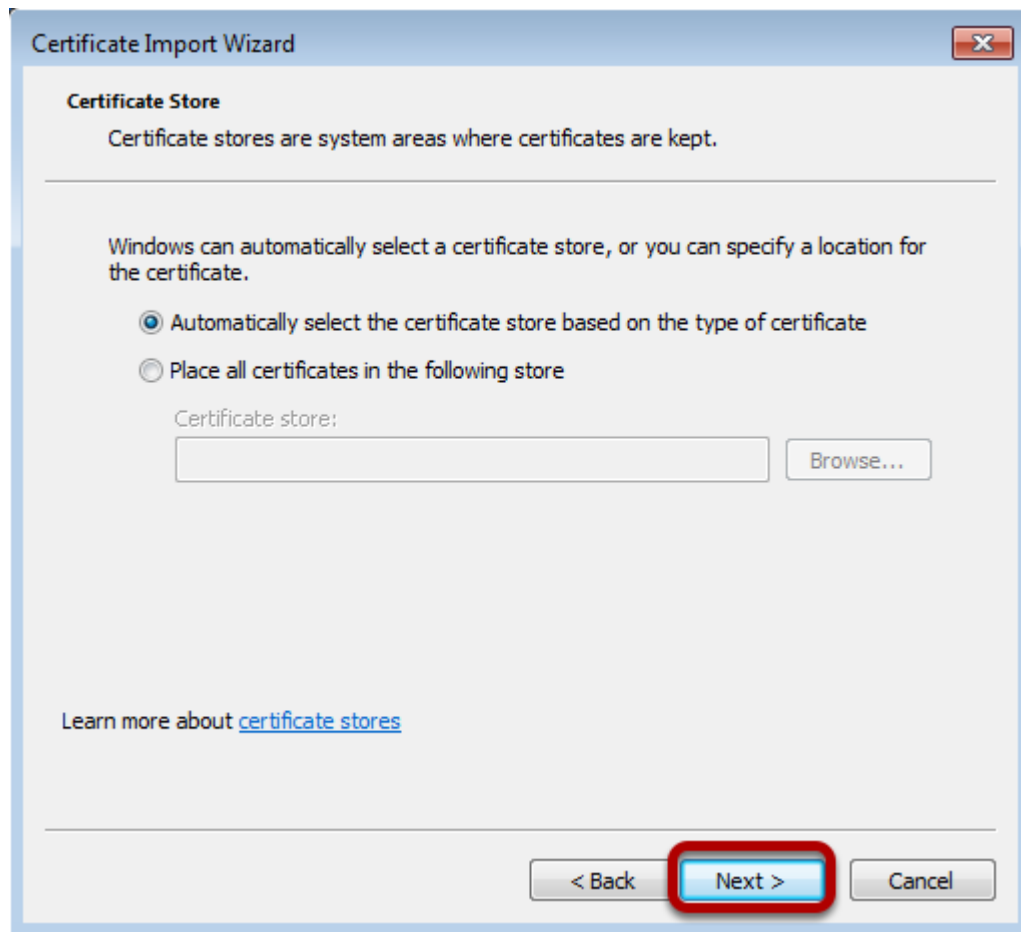 Certificate Import Wizard
Certificate Store
Certificate stores are system areas where certificates are kept.
Windows can automatically select a certificate store, or you can specify a location for
the certificate.
Automatically select the certificate store based on the type of certificate
Place all certificates in the following store
Certificate store:
Browse...
Learn more about certificate stores
< Back Next > Cancel